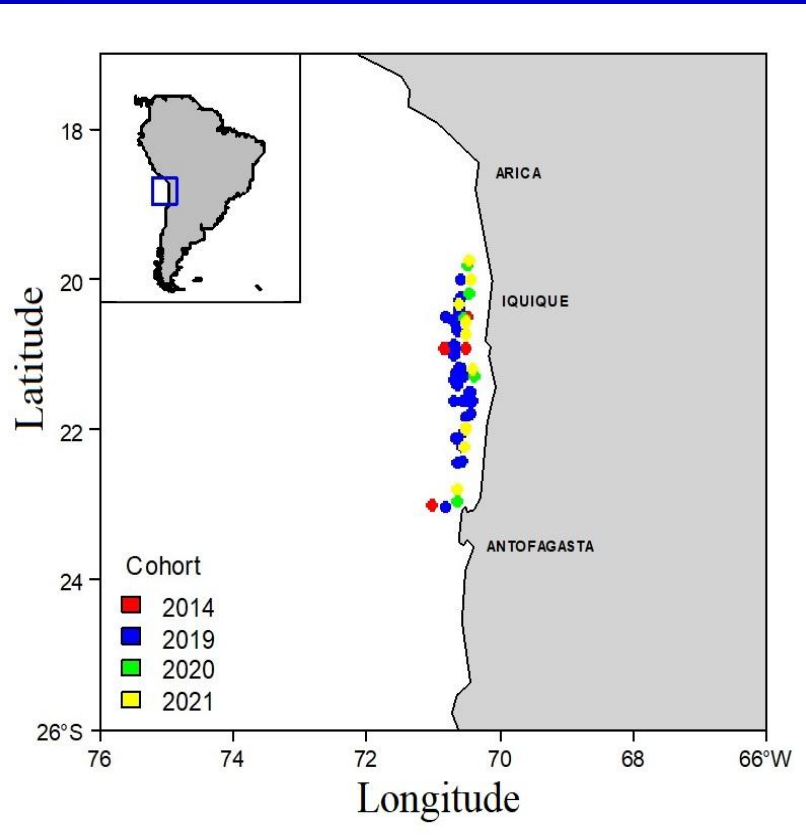 18
ARICA
20
IQUIQUE
Latitude
22
ANTOFAGASTA
Cohort
24
2014
2019
2020
2021
26°S
76
74
72
70
68
66°W
Longitude